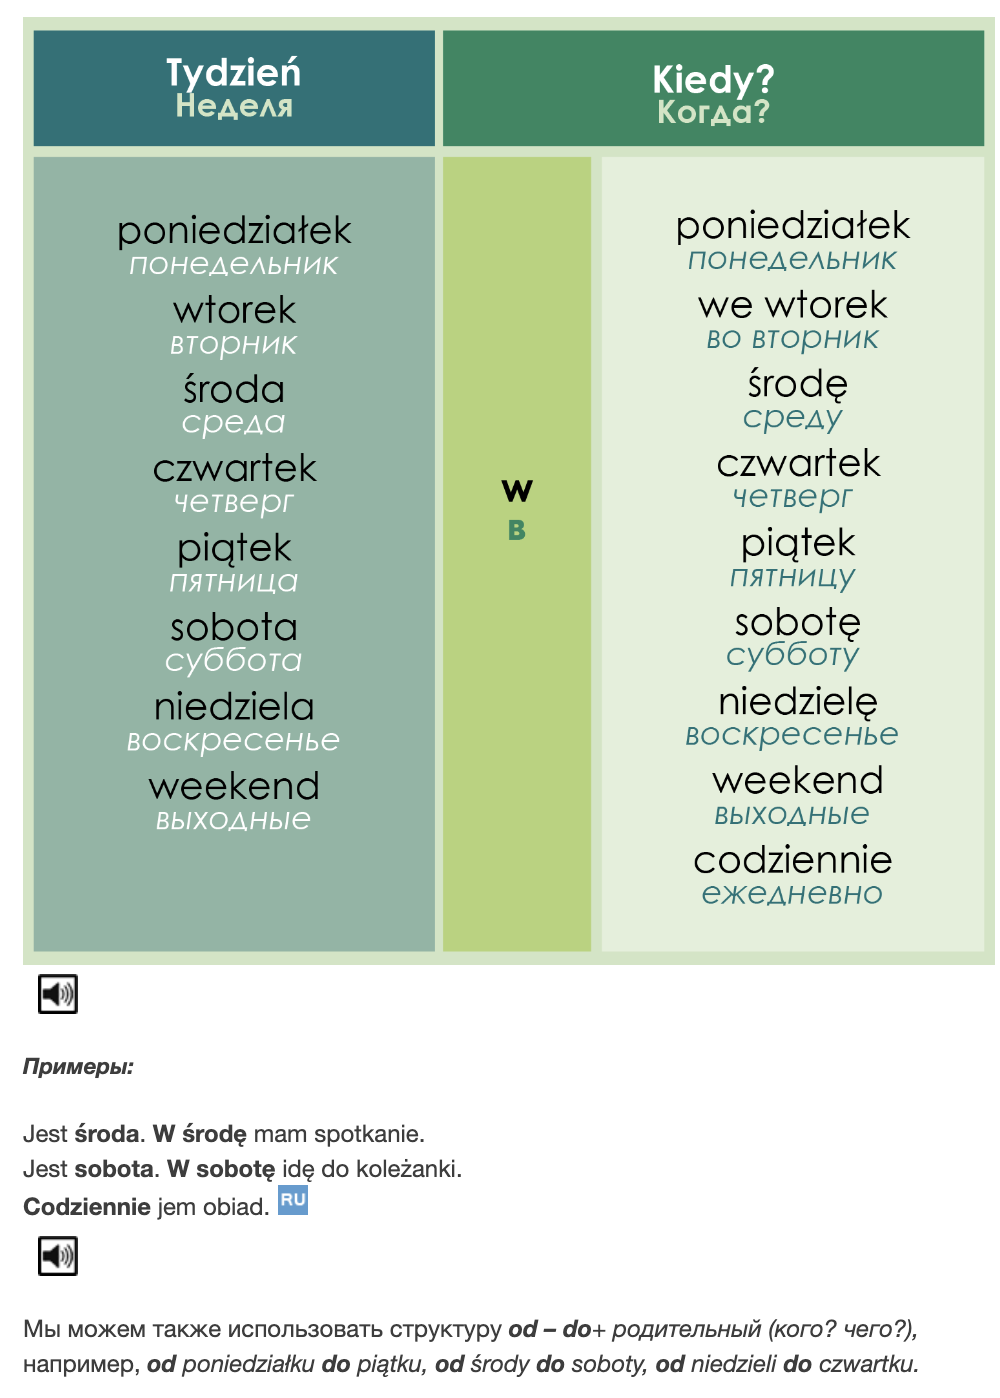 Tydzień
Неделя
Kiedy?
Когда?
poniedziałek
понедельник
wtorek
вторник
środa
среда
czwartek
четверг
piątek
пятница
sobota
суббота
niedziela
воскресенье
weekend
выходные
w
в
poniedziałek
понедельник
we wtorek
во вторник
środę
среду
czwartek
четверг
piątek
пятницу
sobotę
субботу
niedzielę
воскресенье
weekend
выходные
codziennie
ежедневно
Примеры:
Jest środa. W środę mam spotkanie.
Jest sobota. W sobotę idę do koleżanki.
Codziennie jem obiad. RU
Мы можем также использовать структуру od – do+ родительный (кого? чего?),
например, od poniedziałku do piątku, od środy do soboty, od niedzieli do czwartku.